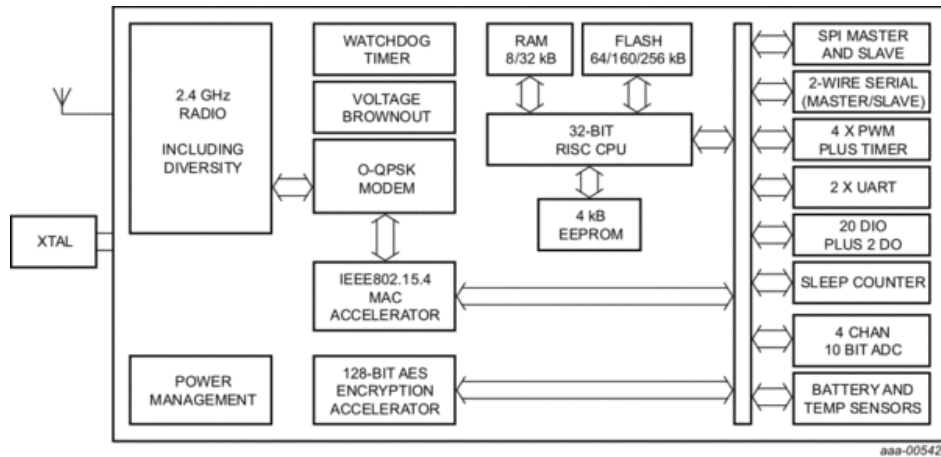 2.4 GHz
RADIO
INCLUDING
DIVERSITY
XTAL
POWER
MANAGEMENT
WATCHDOG
TIMER
VOLTAGE
BROWNOUT
O-QPSK
MODEM
IEEE802.15.4
MAC
ACCELERATOR
128-BIT AES
ENCRYPTION
ACCELERATOR
RAM
8/32 kB
FLASH
64/160/256 kB
32-BIT
RISC CPU
4 kB
EEPROM
SPI MASTER
AND SLAVE
2-WIRE SERIAL
(MASTER/SLAVE)
4 X PWM
PLUS TIMER
2 X UART
20 DIO
PLUS 2 DO
SLEEP COUNTER
4 CHAN
10 BIT ADC
BATTERY AND
TEMP SENSORS
aaa-00542